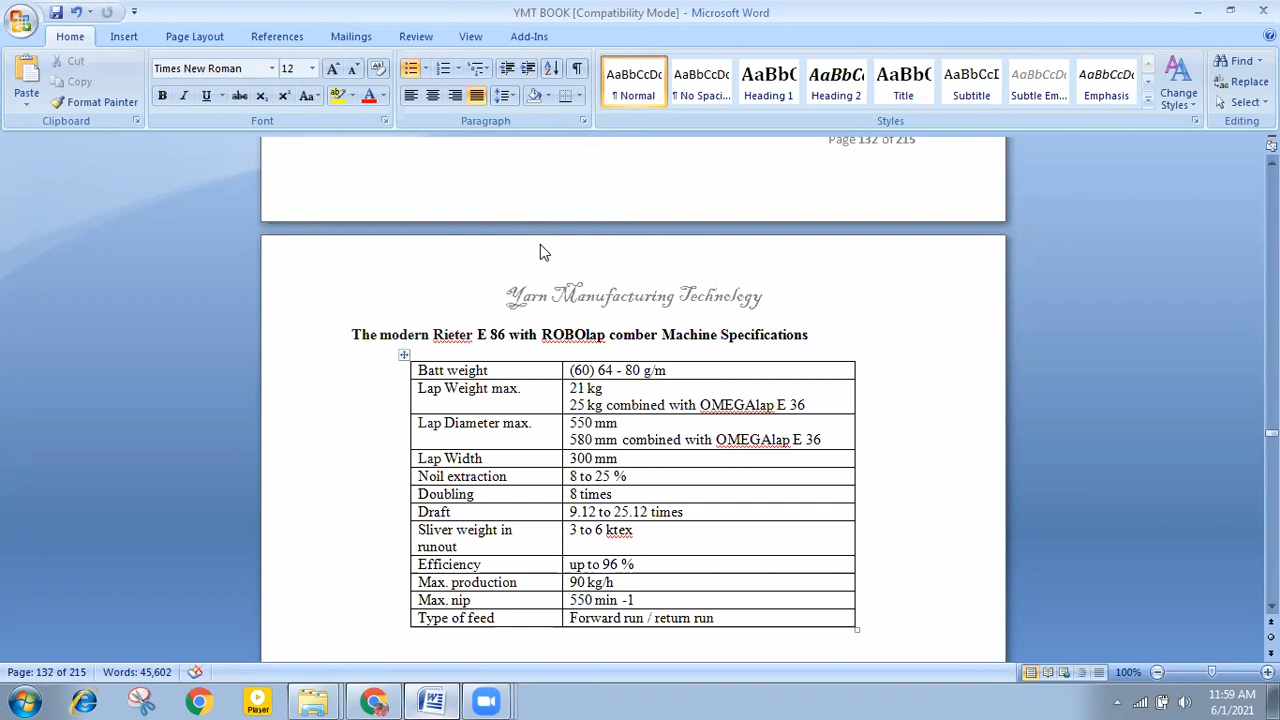 YMT BOOK [Compatibility Mode] - Microsoft Word
Home Insert Page Layout References Mailings Review View Add-Ins
Paste
Cut
Copy
Format Painter
Clipboard
Times New Roman 12
Font
Paragraph
AaBbCcDc AaBbCcDc AaBbC AaBbCc AaBbC AaBbCcI AaBbCcDc AaBbCcDc
¶ Normal ¶ No Spaci... Heading 1 Heading 2 Title Subtitle Subtle Em... Emphasis
Change
Styles
Styles
Find
Replace
Select
Editing
Page 132 of 215
Yarn Manufacturing Technology
The modern Rieter E 86 with ROBOlap comber Machine Specifications
Batt weight (60) 64 - 80 g/m
Lap Weight max. 21 kg
25 kg combined with OMEGAlap E 36
Lap Diameter max. 550 mm
580 mm combined with OMEGAlap E 36
Lap Width 300 mm
Noil extraction 8 to 25 %
Doubling 8 times
Draft 9.12 to 25.12 times
Sliver weight in 3 to 6 ktex
runout
Efficiency up to 96 %
Max. production 90 kg/h
Max. nip 550 min -1
Type of feed Forward run / return run
Page: 132 of 215 Words: 45,602 100%
Player
11:59 AM
6/1/2021